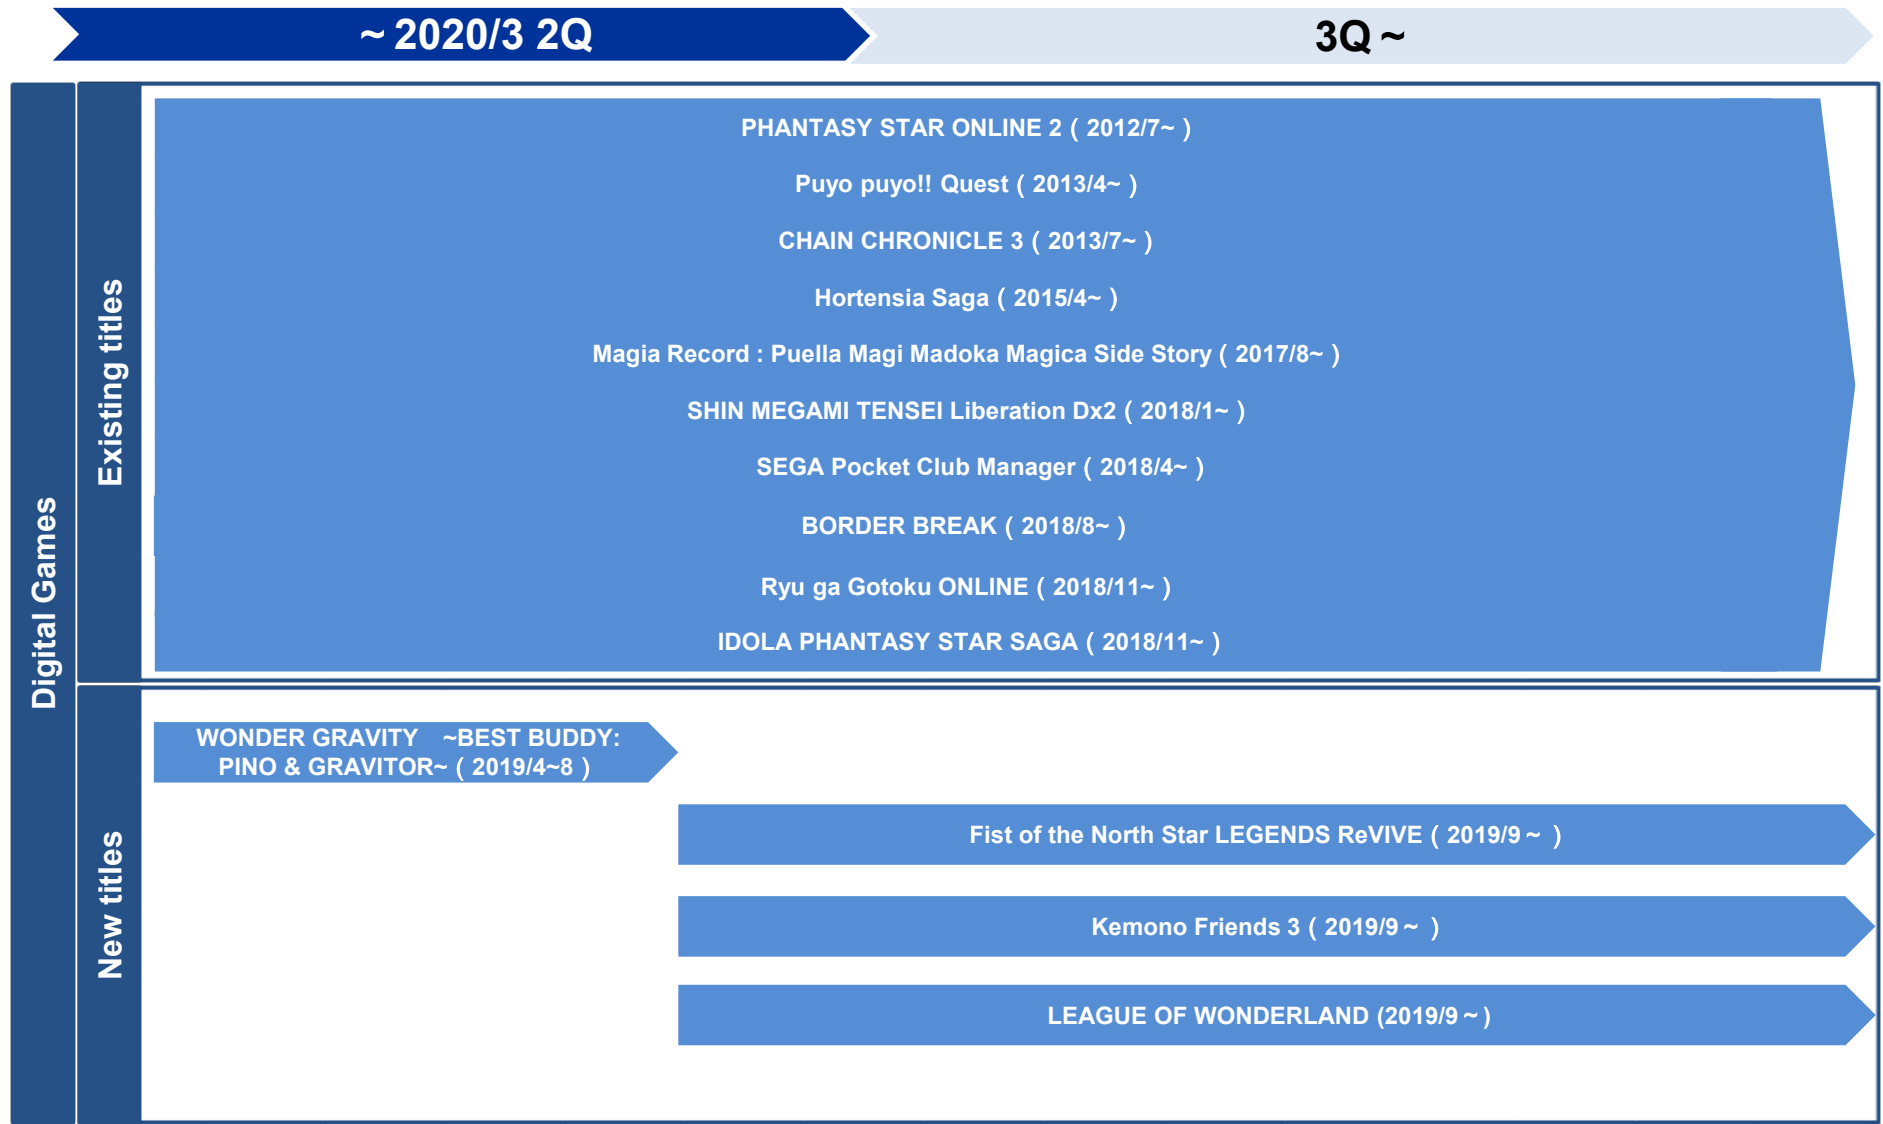 ~ 2020/3 2Q
3Q ~
Digital Games
Existing titles
PHANTASY STAR ONLINE 2 ( 2012/7~ )
Puyo puyo!! Quest ( 2013/4~ )
CHAIN CHRONICLE 3 ( 2013/7~ )
Hortensia Saga ( 2015/4~ )
Magia Record : Puella Magi Madoka Magica Side Story ( 2017/8~ )
SHIN MEGAMI TENSEI Liberation Dx2 ( 2018/1~ )
SEGA Pocket Club Manager ( 2018/4~ )
BORDER BREAK ( 2018/8~ )
Ryu ga Gotoku ONLINE ( 2018/11~ )
IDOLA PHANTASY STAR SAGA ( 2018/11~ )
New titles
WONDER GRAVITY ~BEST BUDDY:
PINO & GRAVITOR~ ( 2019/4~8 )
Fist of the North Star LEGENDS ReVIVE ( 2019/9 ~ )
Kemono Friends 3 ( 2019/9 ~ )
LEAGUE OF WONDERLAND (2019/9 ~ )